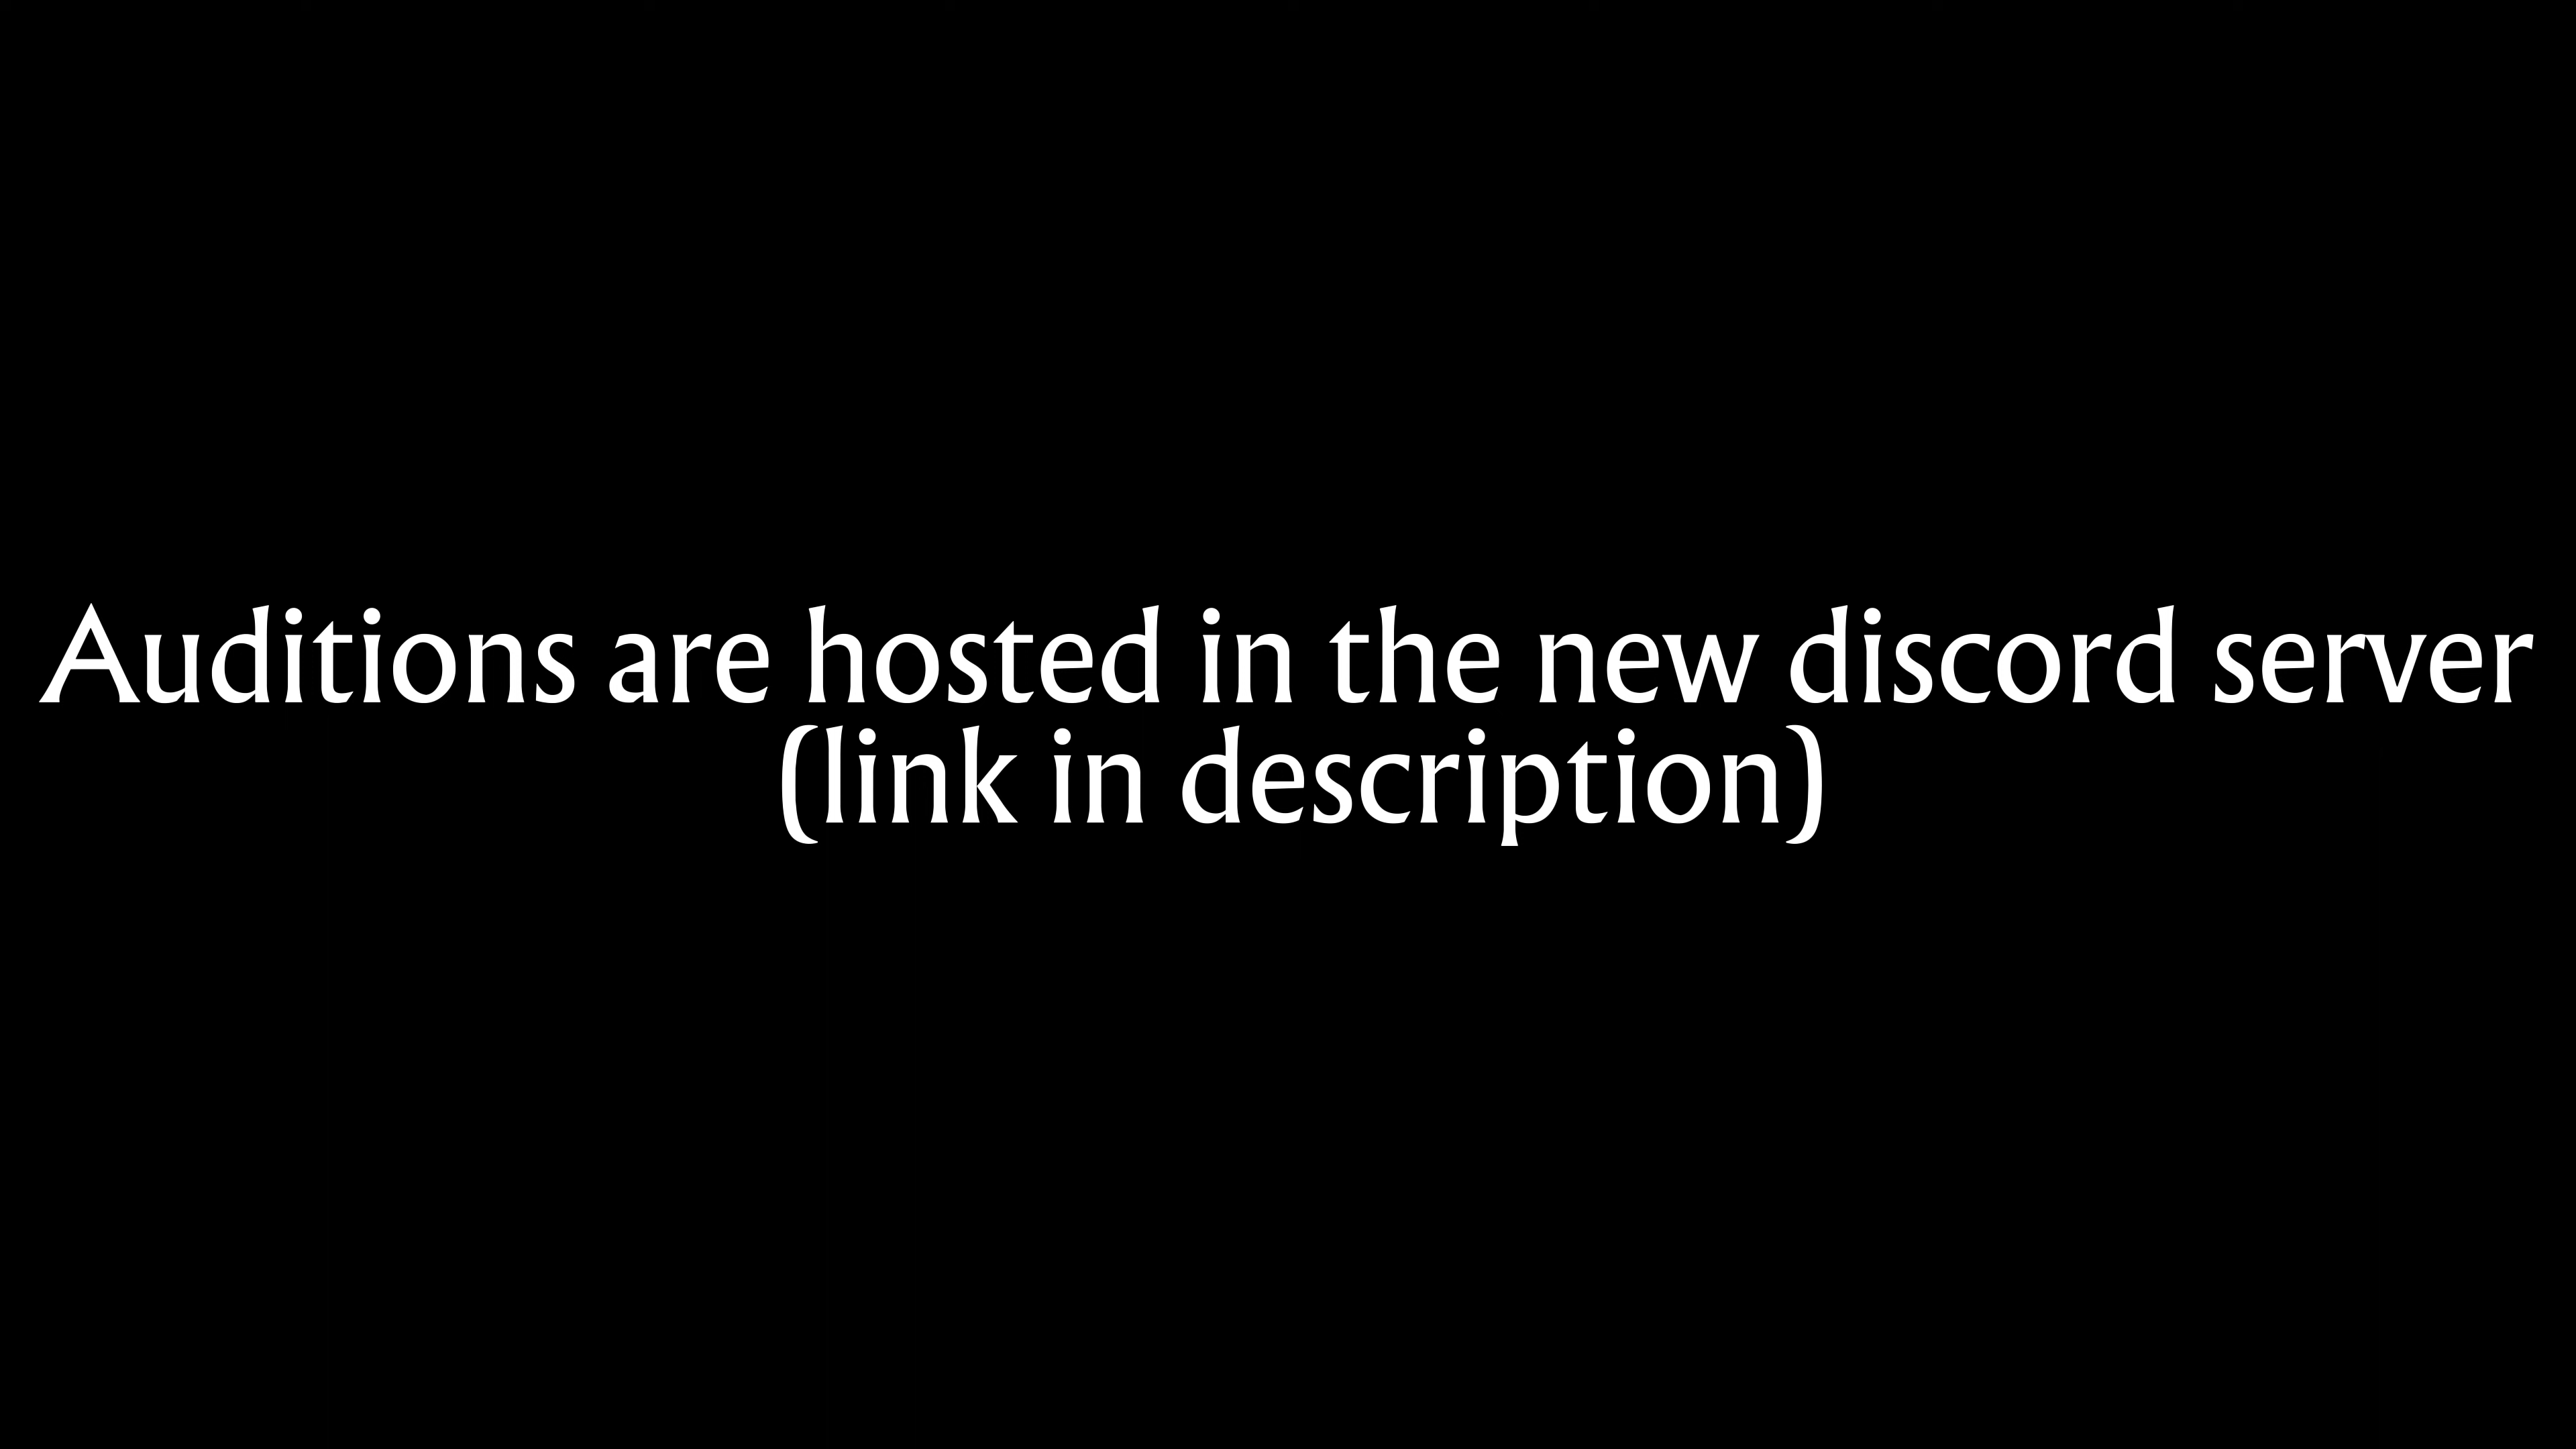 Auditions are hosted in the new discord server
(link in description)